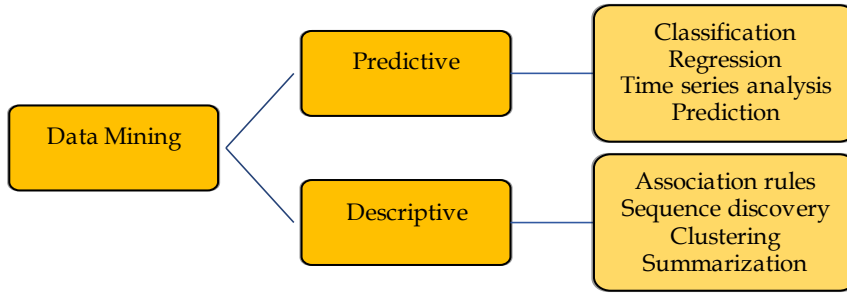 Data Mining
Predictive
Classification
Regression
Time series analysis
Prediction
Descriptive
Association rules
Sequence discovery
Clustering
Summarization